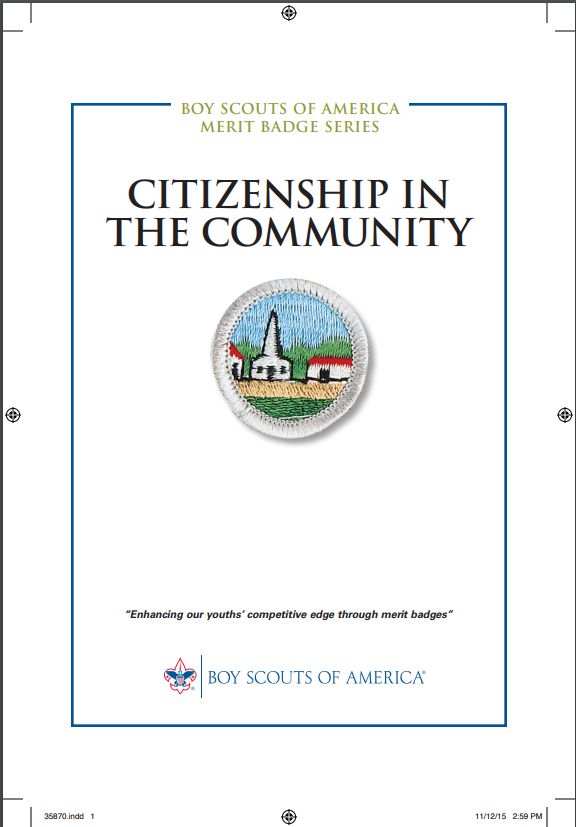 BOY SCOUTS OF AMERICA
MERIT BADGE SERIES
CITIZENSHIP IN
THE COMMUNITY
“Enhancing our youths’ competitive edge through merit badges”
BOY SCOUTS OF AMERICA®
35870.indd 1 11/12/15 2:59 PM